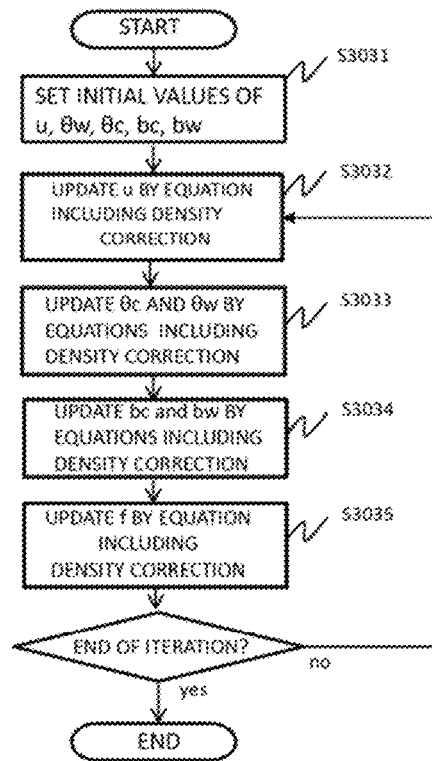 START
S3031
SET INITIAL VALUES OF
u, θw, θc, bc, bw
S3032
UPDATE u BY EQUATION
INCLUDING DENSITY
CORRECTION
S3033
UPDATE θc AND θw BY
EQUATIONS INCLUDING
DENSITY CORRECTION
S3034
UPDATE bc and bw BY
EQUATIONS INCLUDING
DENSITY CORRECTION
S3035
UPDATE f BY EQUATION
INCLUDING
DENSITY CORRECTION
END OF ITERATION?
no
yes
END